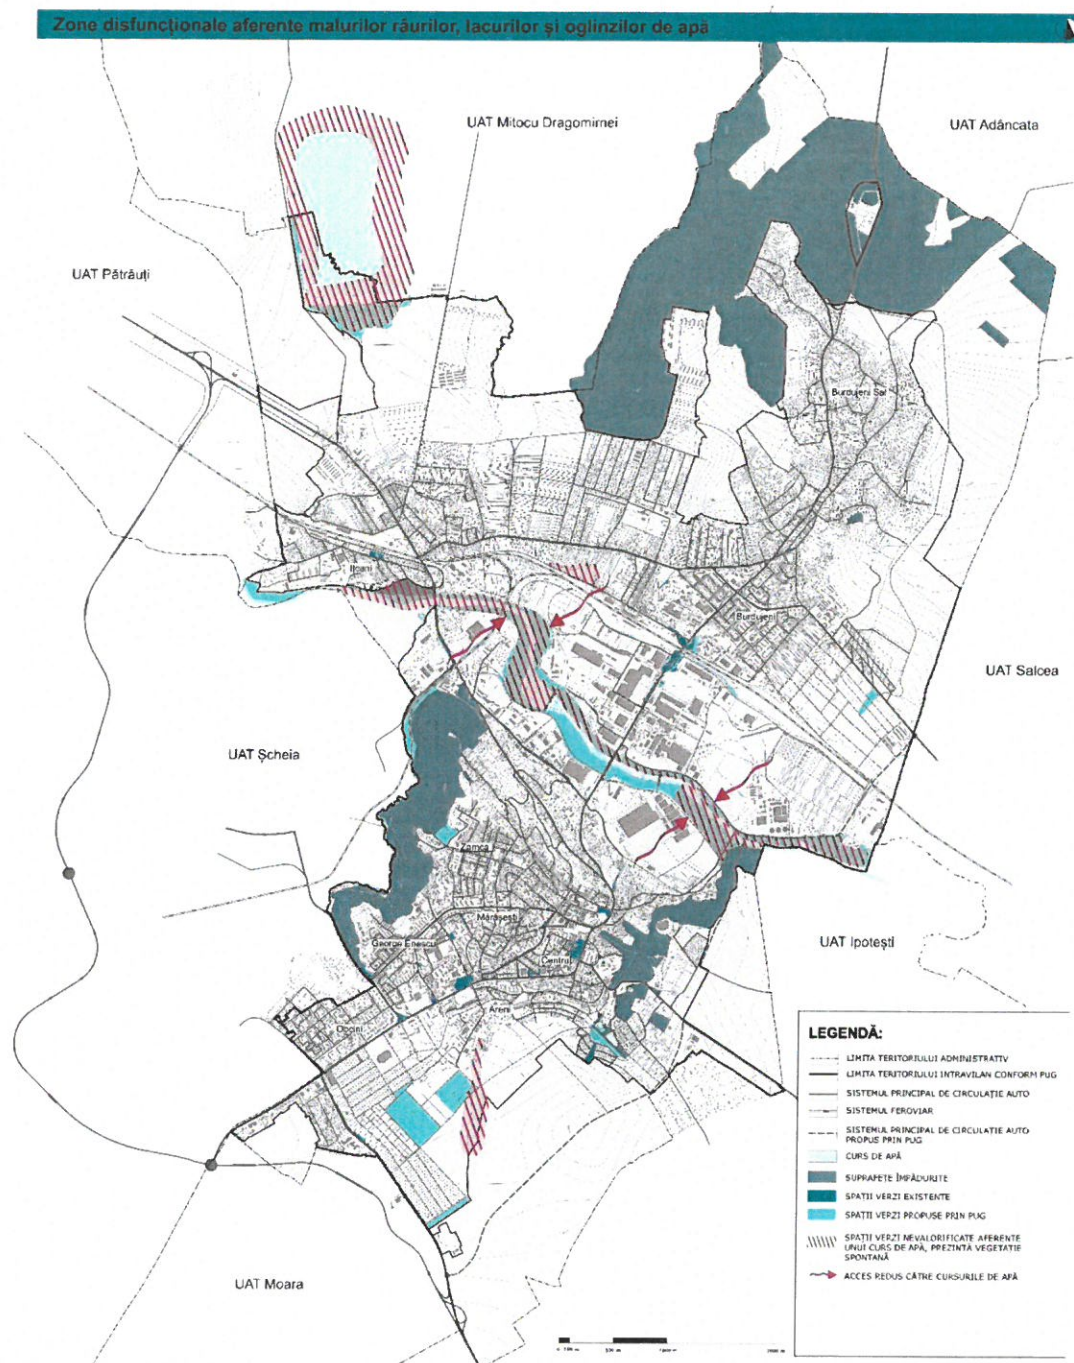 Zone disfuncționale aferente malurilor râurilor, lacurilor și oglinzilor de apă
UAT Mitocu Dragomirnei
UAT Adâncata
UAT Pătrăuți
Burdujeni Sat
Ițcani
Burdujeni
UAT Salcea
UAT Șcheia
Zamca
Mărășești
George Enescu
Centru
UAT Ipotești
Areni
Obcini
UAT Moara
LEGENDĂ:
LIMITA TERITORIULUI ADMINISTRATIV
LIMITA TERITORIULUI INTRAVILAN CONFORM PUG
SISTEMUL PRINCIPAL DE CIRCULAȚIE AUTO
SISTEMUL FEROVIAR
SISTEMUL PRINCIPAL DE CIRCULAȚIE AUTO
PROPUS PRIN PUG
CURS DE APĂ
SUPRAFEȚE ÎMPĂDURITE
SPAȚII VERZI EXISTENTE
SPAȚII VERZI PROPUSE PRIN PUG
SPAȚII VERZI NEVALORIFICATE AFERENTE
UNUI CURS DE APĂ, PREZINTĂ VEGETAȚIE
SPONTANĂ
ACCES REDUS CĂTRE CURSURILE DE APĂ